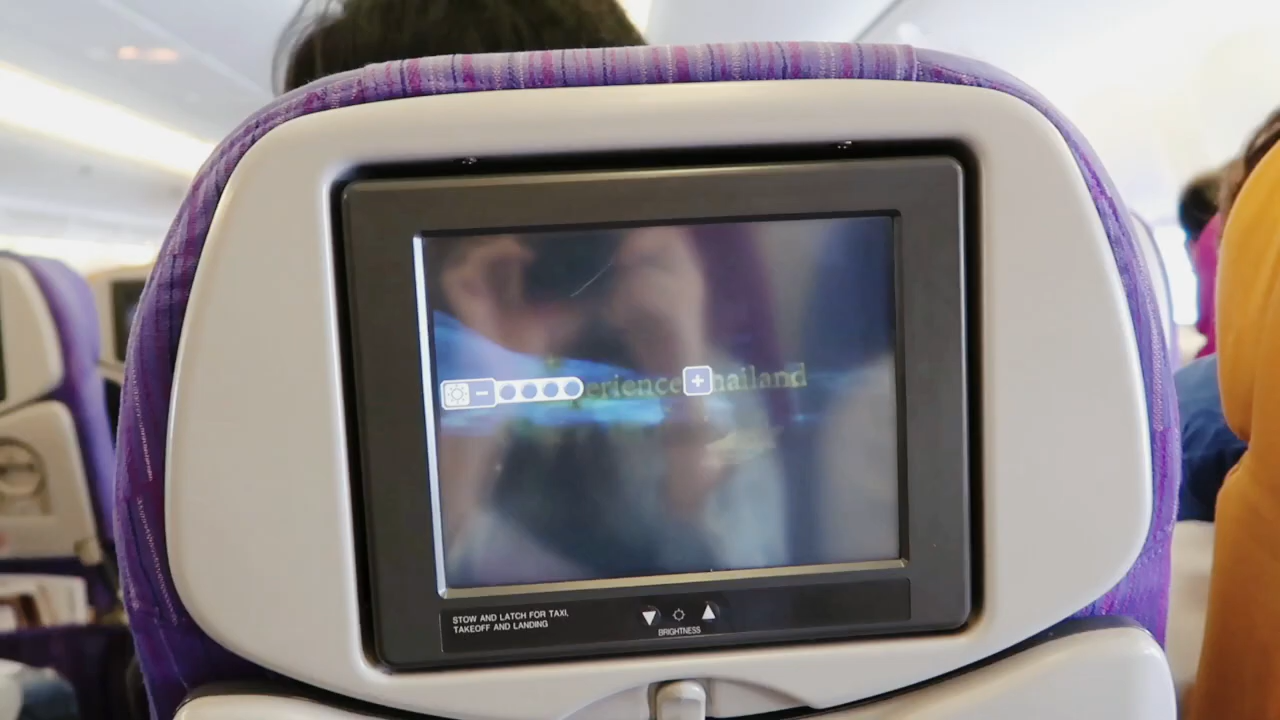 erience hailand
STOW AND LATCH FOR TAXI,
TAKEOFF AND LANDING
BRIGHTNESS